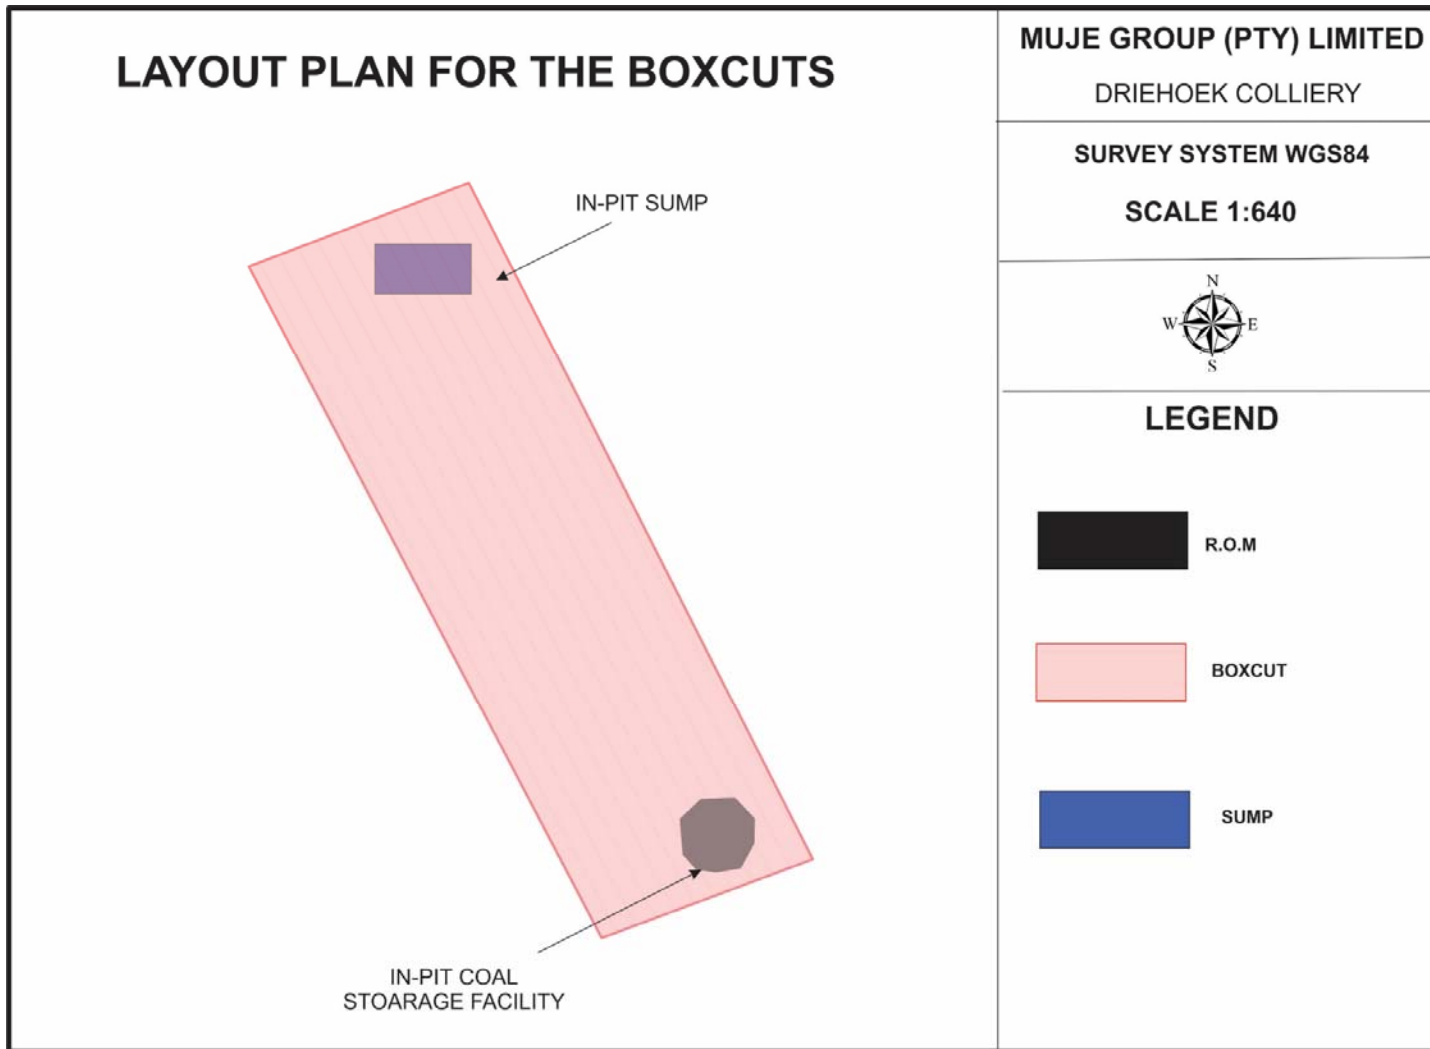 LAYOUT PLAN FOR THE BOXCUTS
IN-PIT SUMP
IN-PIT COAL
STOARAGE FACILITY
MUJE GROUP (PTY) LIMITED
DRIEHOEK COLLIERY
SURVEY SYSTEM WGS84
SCALE 1:640
N
W E
S
LEGEND
R.O.M
BOXCUT
SUMP